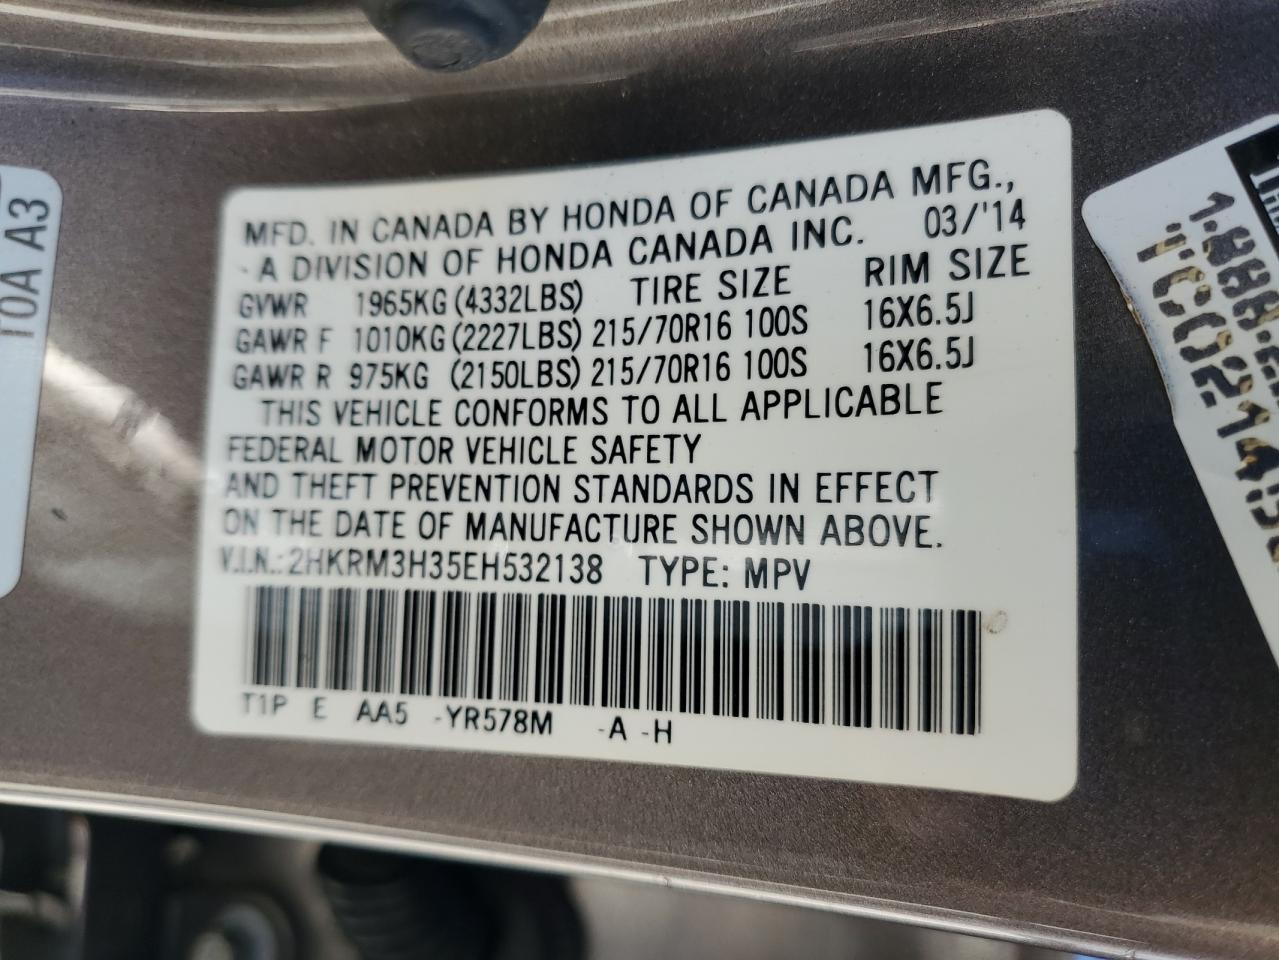 T0A A3
MFD. IN CANADA BY HONDA OF CANADA MFG.,
A DIVISION OF HONDA CANADA INC. 03/'14
GVWR 1965KG (4332LBS) TIRE SIZE RIM SIZE
GAWR F 1010KG (2227LBS) 215/70R16 100S 16X6.5J
GAWR R 975KG (2150LBS) 215/70R16 100S 16X6.5J
THIS VEHICLE CONFORMS TO ALL APPLICABLE
FEDERAL MOTOR VEHICLE SAFETY
AND THEFT PREVENTION STANDARDS IN EFFECT
ON THE DATE OF MANUFACTURE SHOWN ABOVE.
V.I.N.: 2HKRM3H35EH532138 TYPE: MPV
T1P E AA5 -YR578M -A -H